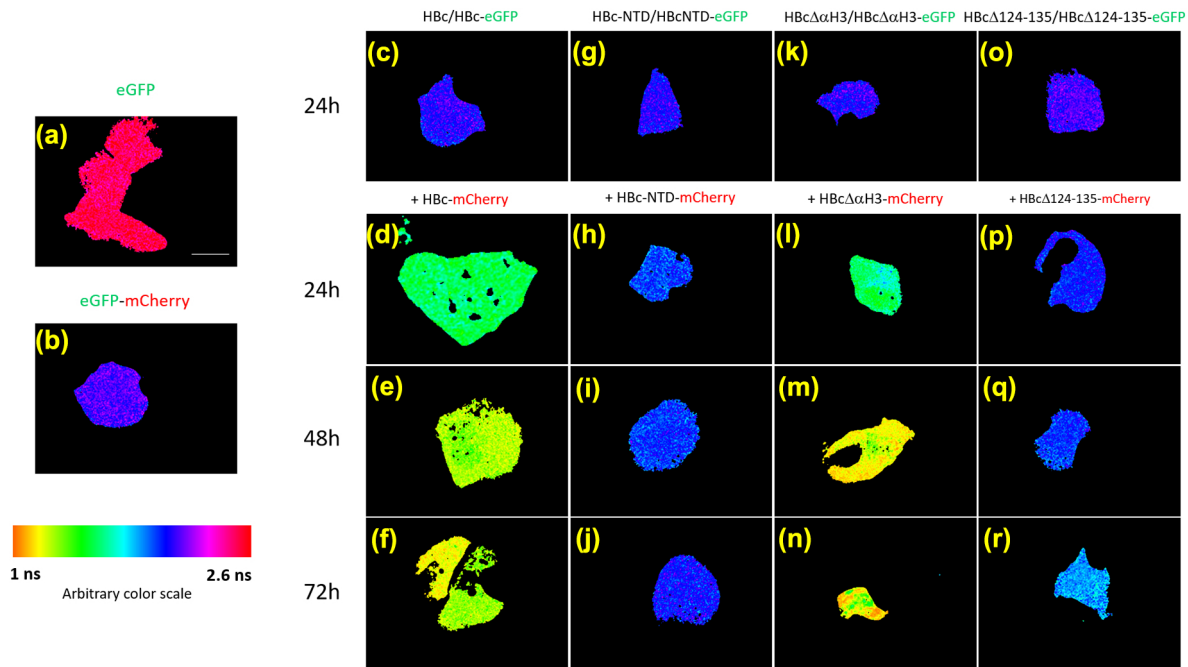 HBc/HBc-eGFP
HBc-NTD/HBcNTD-eGFP
HBcΔαH3/HBcΔαH3-eGFP
HBcΔ124-135/HBcΔ124-135-eGFP
(c)
(g)
(k)
(o)
24h
eGFP
(a)
+ HBc-mCherry
+ HBc-NTD-mCherry
+ HBcΔαH3-mCherry
+ HBcΔ124-135-mCherry
(d)
(h)
(l)
(p)
24h
eGFP-mCherry
(b)
(e)
(i)
(m)
(q)
48h
1 ns
2.6 ns
Arbitrary color scale
(f)
(j)
(n)
(r)
72h